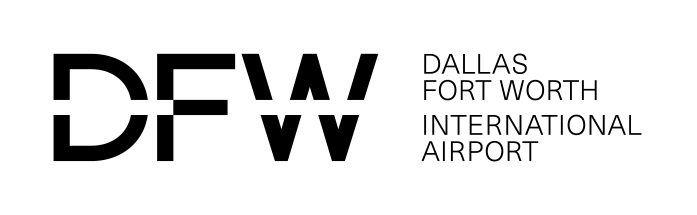 DFW
DALLAS
FORT WORTH
INTERNATIONAL
AIRPORT